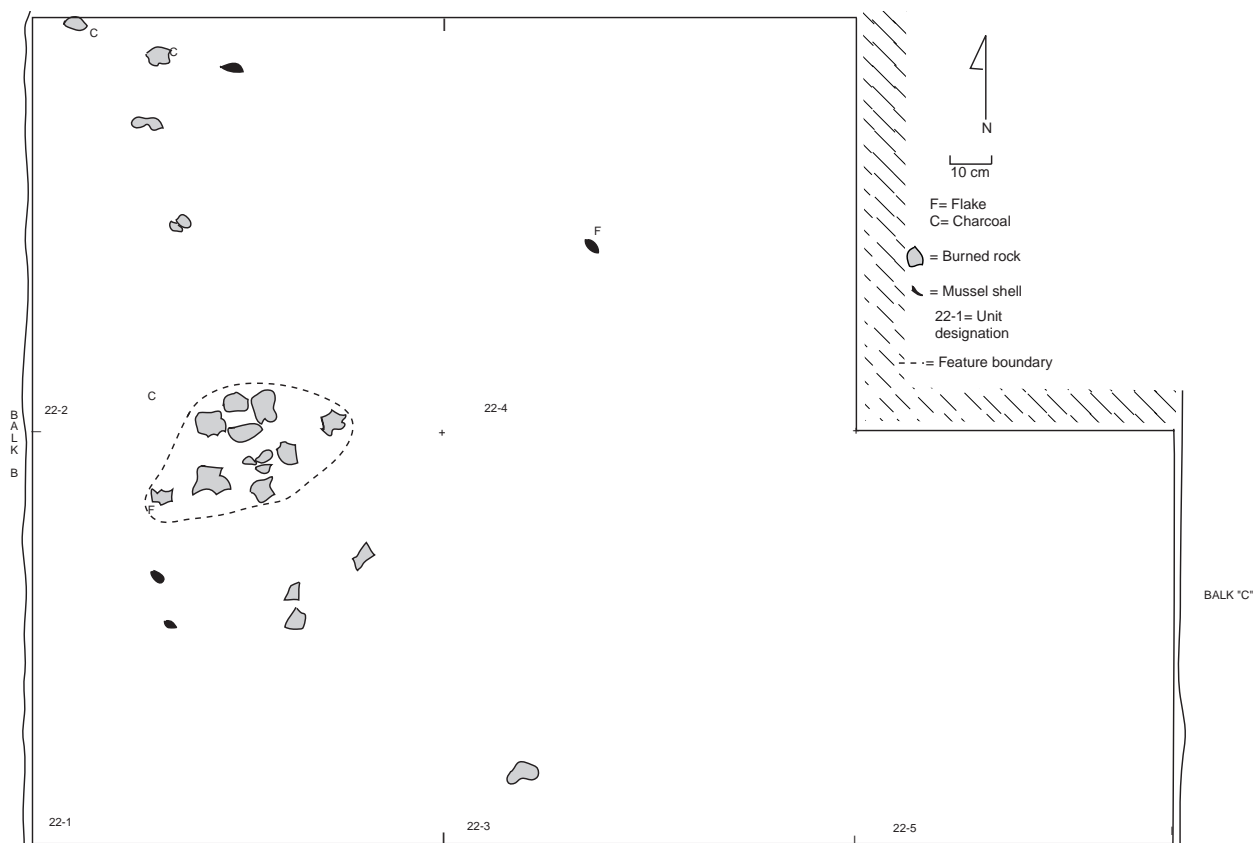 C
C
N
10 cm
F= Flake
C= Charcoal
F
= Burned rock
= Mussel shell
22-1= Unit
designation
= Feature boundary
C
22-2
22-4
BALK B
F
BALK "C"
22-1
22-3
22-5